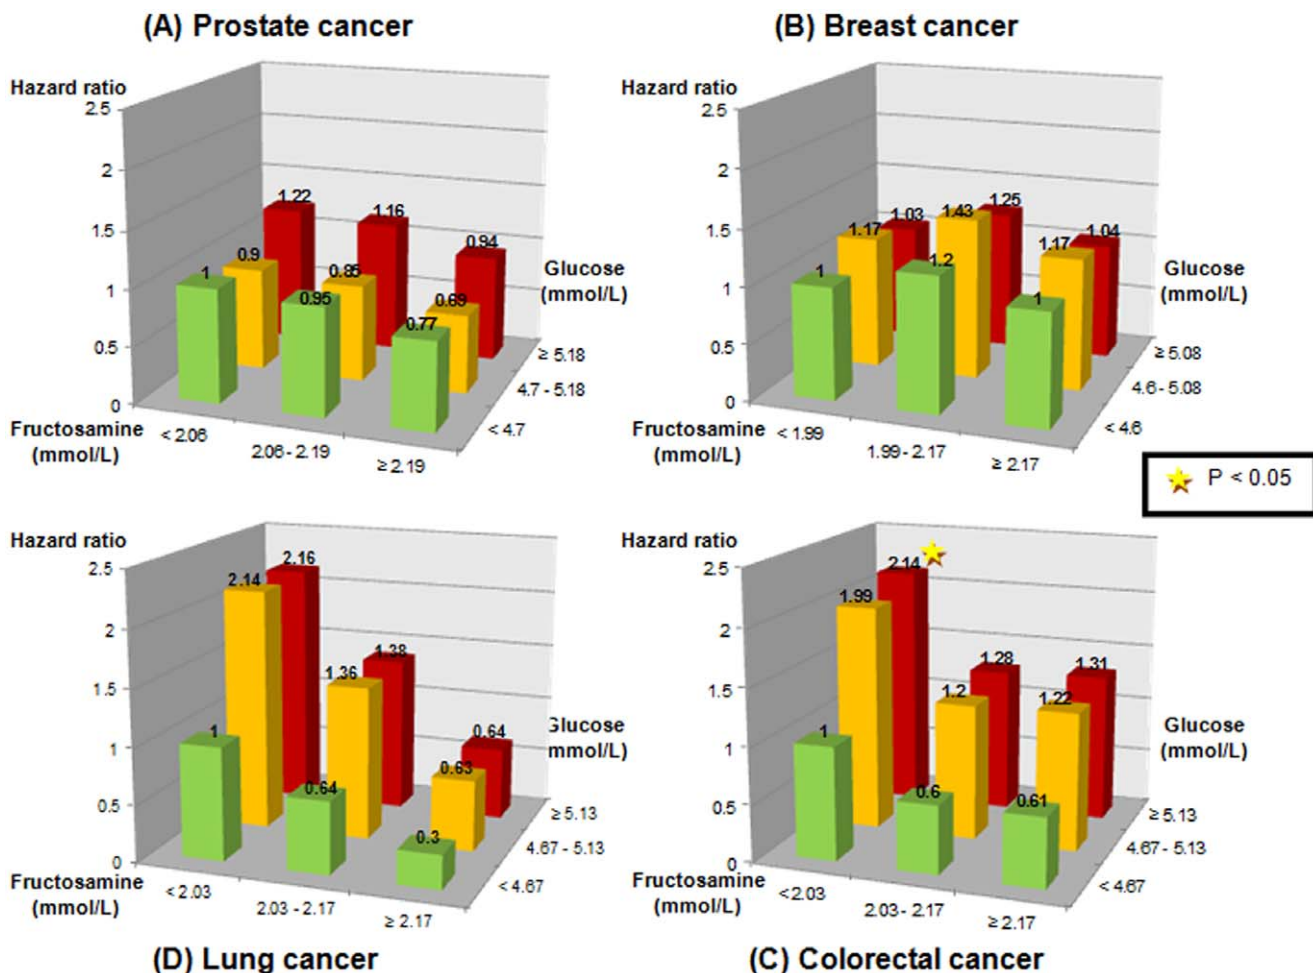 (A) Prostate cancer
Hazard ratio
2.5
2
1.5
1
0.5
0
1.22
1.16
0.94
0.9
0.85
0.69
1
0.95
0.77
Glucose
(mmol/L)
≥ 5.18
4.7 - 5.18
< 4.7
Fructosamine
(mmol/L)
< 2.06
2.06 - 2.19
≥ 2.19
(B) Breast cancer
Hazard ratio
2.5
2
1.5
1
0.5
0
1.03
1.25
1.04
1.17
1.43
1.17
1
1.2
1
Glucose
(mmol/L)
≥ 5.08
4.6 - 5.08
< 4.6
Fructosamine
(mmol/L)
< 1.99
1.99 - 2.17
≥ 2.17
P < 0.05
Hazard ratio
2.5
2
1.5
1
0.5
0
2.16
1.38
0.64
2.14
1.36
0.63
1
0.64
0.3
Glucose
(mmol/L)
≥ 5.13
4.67 - 5.13
< 4.67
Fructosamine
(mmol/L)
< 2.03
2.03 - 2.17
≥ 2.17
(D) Lung cancer
Hazard ratio
2.5
2
1.5
1
0.5
0
2.14
1.28
1.31
1.99
1.2
1.22
1
0.6
0.61
Glucose
(mmol/L)
≥ 5.13
4.67 - 5.13
< 4.67
Fructosamine
(mmol/L)
<2.03
2.03 - 2.17
≥ 2.17
(C) Colorectal cancer